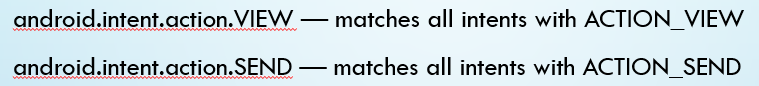 android.intent.action.VIEW — matches all intents with ACTION_VIEW
android.intent.action.SEND — matches all intents with ACTION_SEND